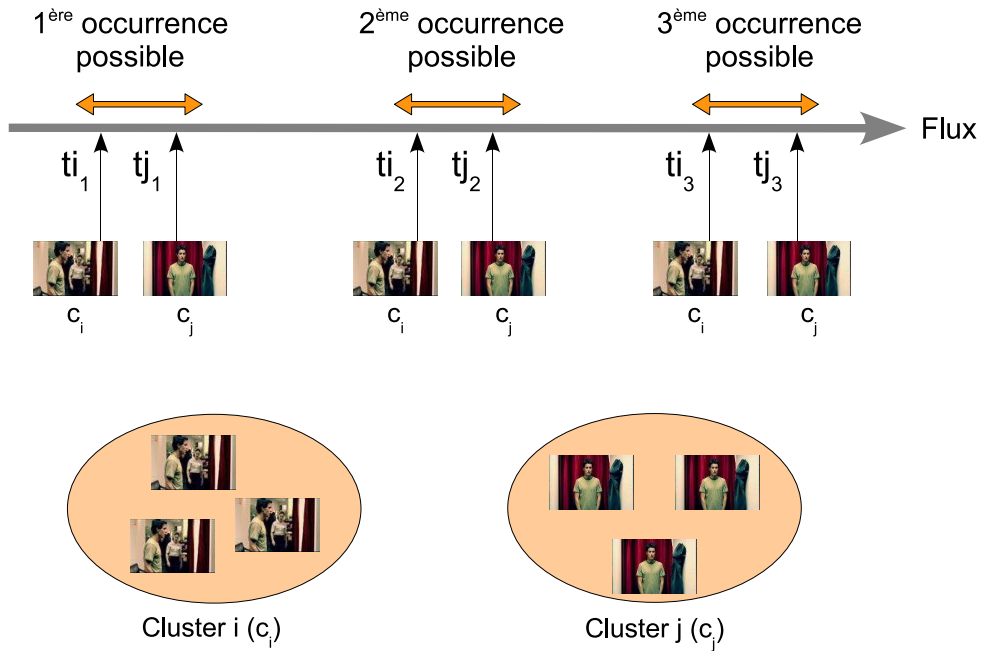 1ère occurrence possible
2ème occurrence possible
3ème occurrence possible
Flux
ti1 tj1 ti2 tj2 ti3 tj3
ci cj ci cj ci cj
Cluster i (ci)
Cluster j (cj)